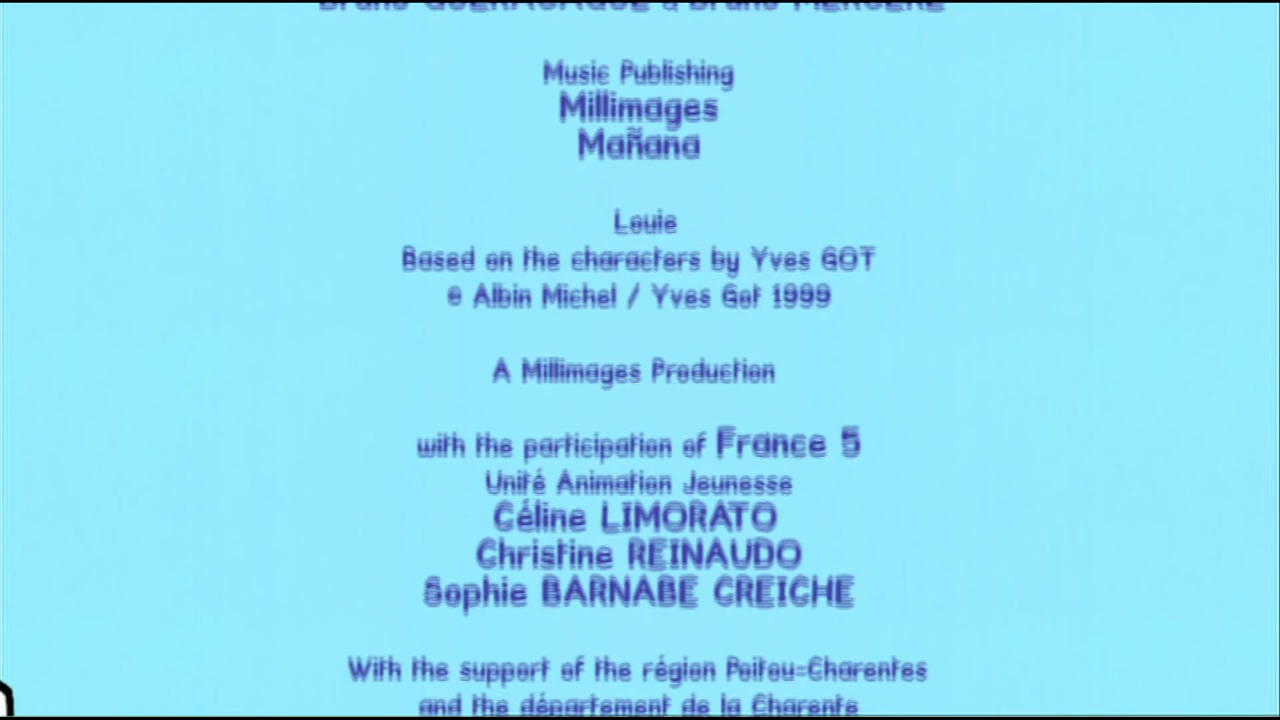 Bruno & Bruno
Music Publishing
Millimages
Mañana
Louie
Based on the characters by Yves GOT
© Albin Michel / Yves Got 1999
A Millimages Production
with the participation of France 5
Unité Animation Jeunesse
Céline LIMORATO
Christine REINAUDO
Sophie BARNABE CREICHE
With the support of the région Poitou-Charentes
and the département de la Charente